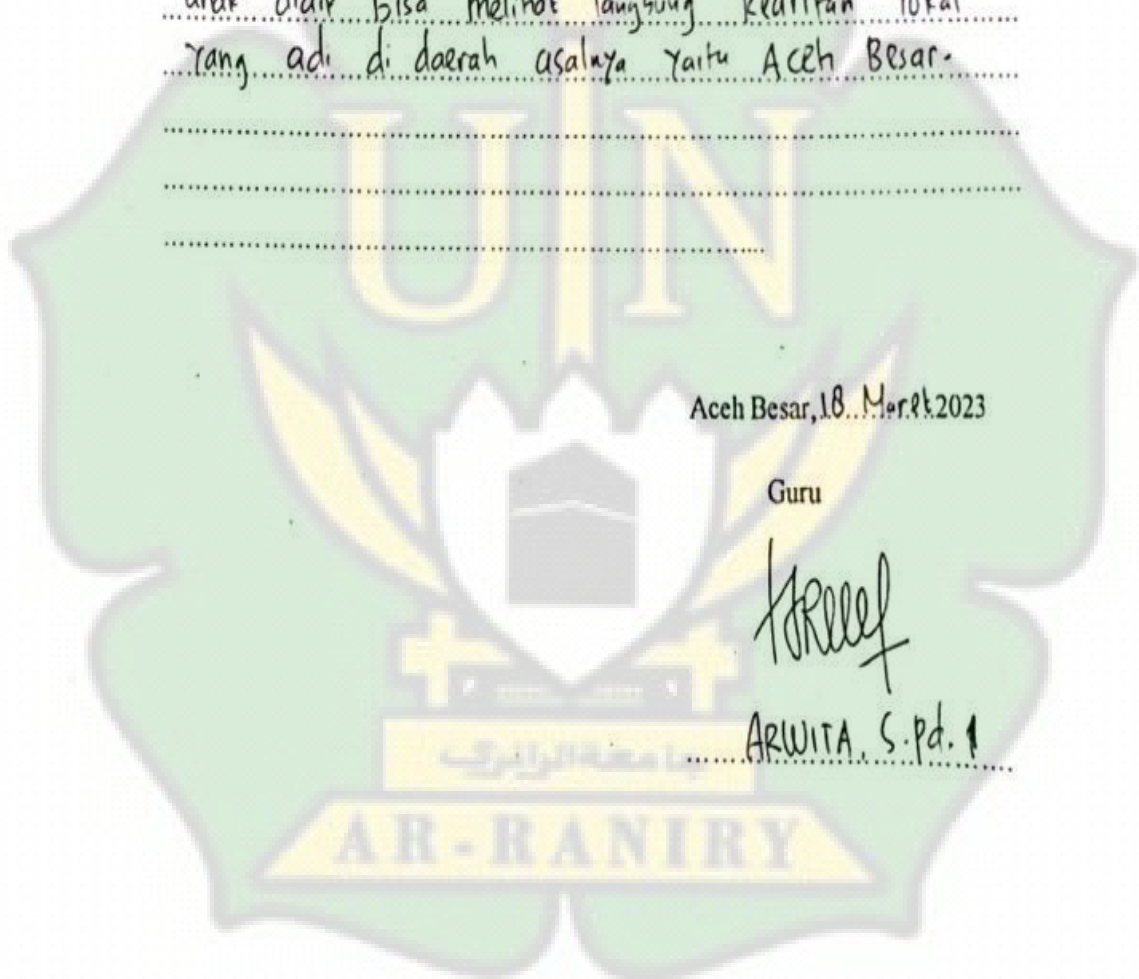 anak didik bisa melihat langsung kearifan lokal
yang adi di daerah asalnya yaitu Aceh Besar.
UIN
Aceh Besar, 18 Maret 2023
Guru
ARWITA, S.Pd.I
جامعة الرانيري
AR-RANIRY